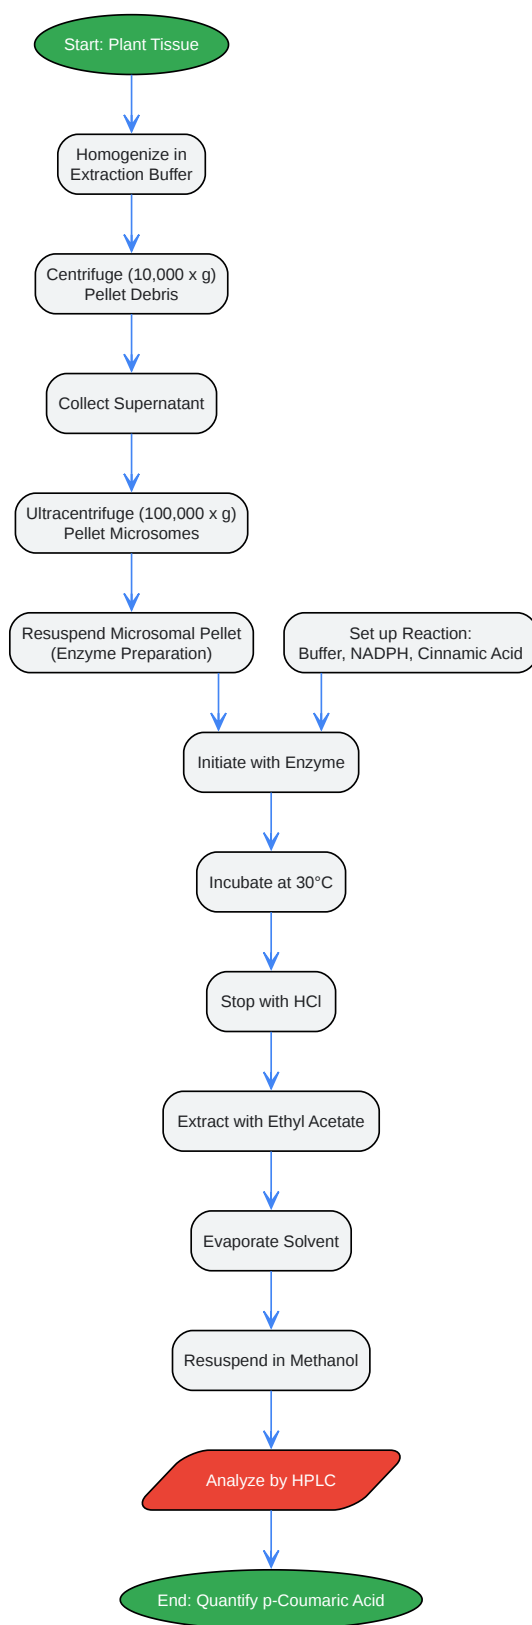 Start: Plant Tissue
Homogenize in
Extraction Buffer
Centrifuge (10,000 x g)
Pellet Debris
Collect Supernatant
Ultracentrifuge (100,000 x g)
Pellet Microsomes
Resuspend Microsomal Pellet
(Enzyme Preparation)
Set up Reaction:
Buffer, NADPH, Cinnamic Acid
Initiate with Enzyme
Incubate at 30°C
Stop with HCl
Extract with Ethyl Acetate
Evaporate Solvent
Resuspend in Methanol
Analyze by HPLC
End: Quantify p-Coumaric Acid